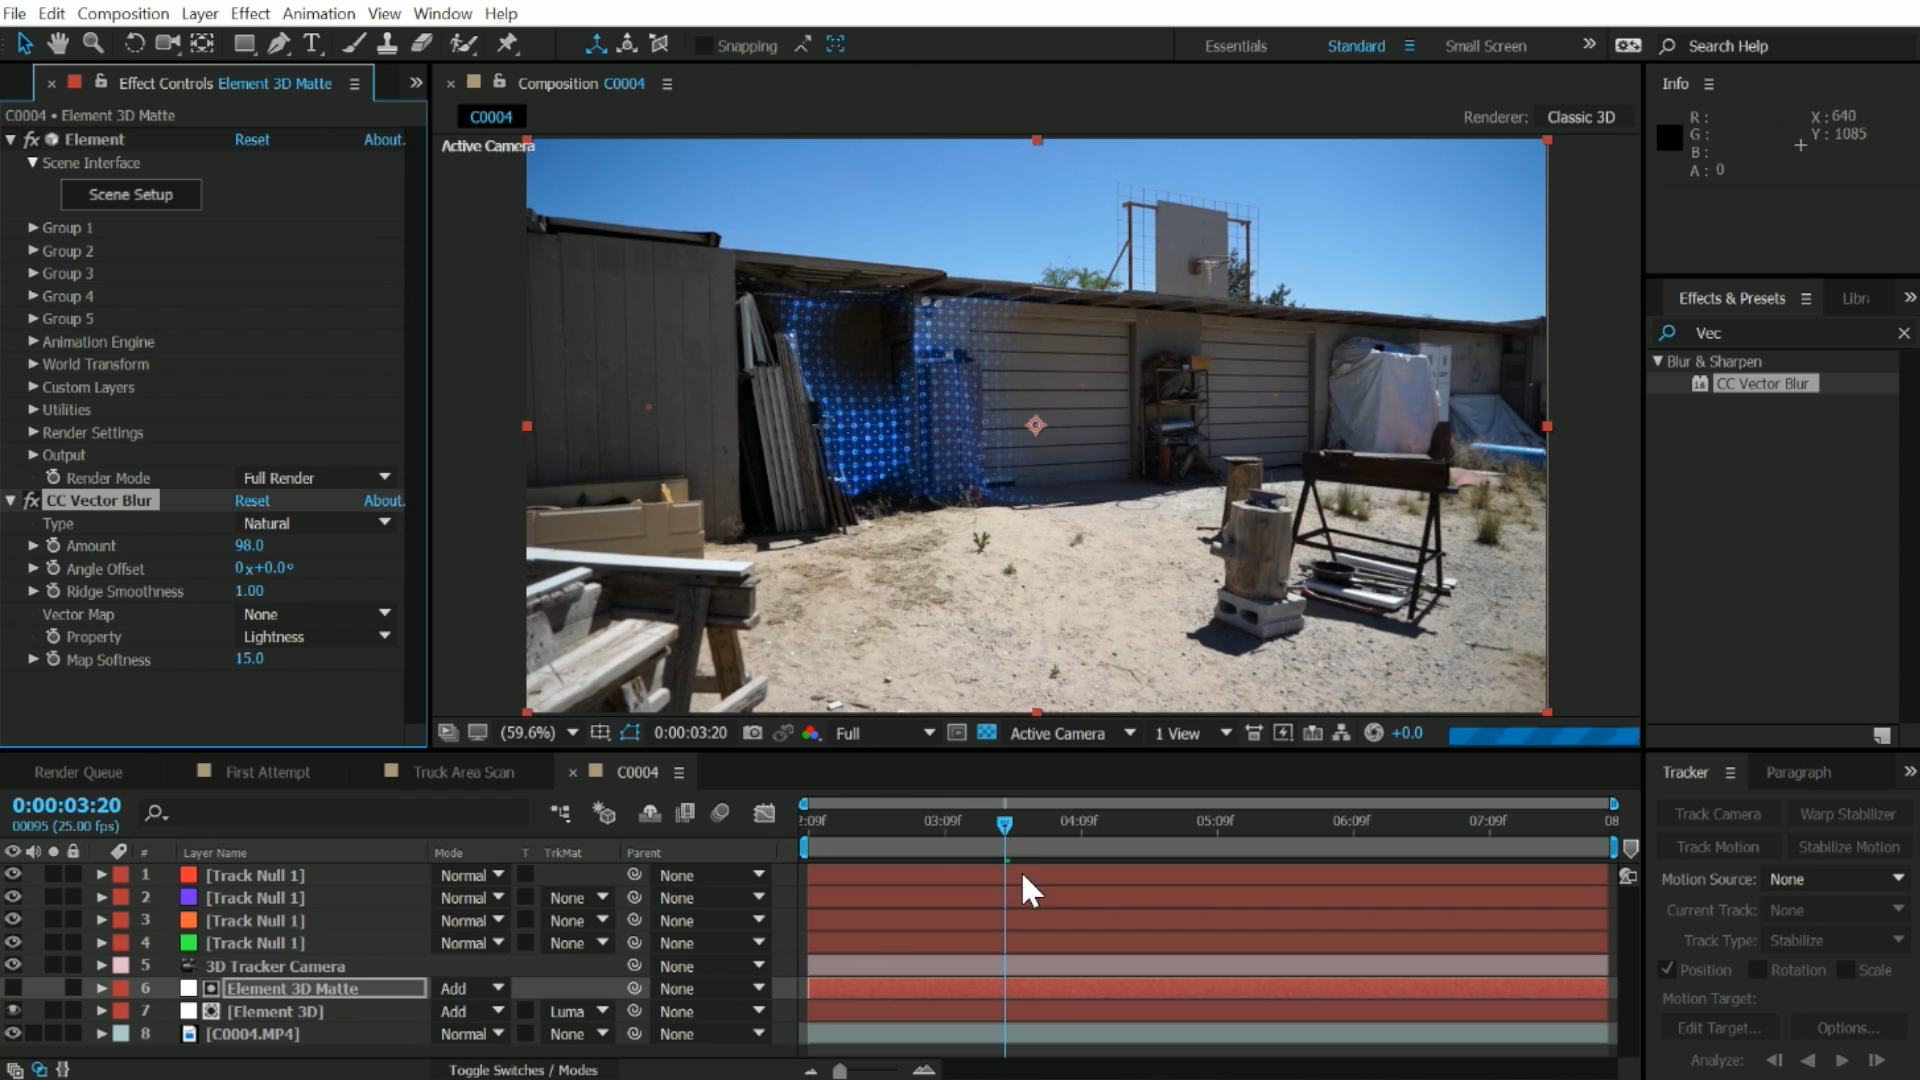 File Edit Composition Layer Effect Animation View Window Help
Snapping
Essentials Standard Small Screen Search Help
Effect Controls Element 3D Matte
Composition C0004
Info
C0004 • Element 3D Matte
C0004
Renderer: Classic 3D
R: X: 640
G: Y: 1085
B:
A: 0
Active Camera
fx Element Reset About.
Scene Interface
Scene Setup
Group 1
Group 2
Group 3
Group 4
Group 5
Animation Engine
World Transform
Custom Layers
Utilities
Render Settings
Output
Render Mode Full Render
fx CC Vector Blur Reset About.
Type Natural
Amount 98.0
Angle Offset 0x+0.0°
Ridge Smoothness 1.00
Vector Map None
Property Lightness
Map Softness 15.0
Effects & Presets Libr
Vec
Blur & Sharpen
16 CC Vector Blur
(59.6%) 0:00:03:20 Full Active Camera 1 View +0.0
Render Queue First Attempt Truck Area Scan C0004
0:00:03:20
00095 (25.00 fps)
2:09f 03:09f 04:09f 05:09f 06:09f 07:09f 08
# Layer Name Mode T TrkMat Parent
1 [Track Null 1] Normal None
2 [Track Null 1] Normal None None
3 [Track Null 1] Normal None None
4 [Track Null 1] Normal None None
5 3D Tracker Camera None
6 Element 3D Matte Add None
7 [Element 3D] Add Luma None
8 [C0004.MP4] Normal None None
Toggle Switches / Modes
Tracker Paragraph
Track Camera Warp Stabilizer
Track Motion Stabilize Motion
Motion Source: None
Current Track: None
Track Type: Stabilize
Position Rotation Scale
Motion Target:
Edit Target... Options...
Analyze: